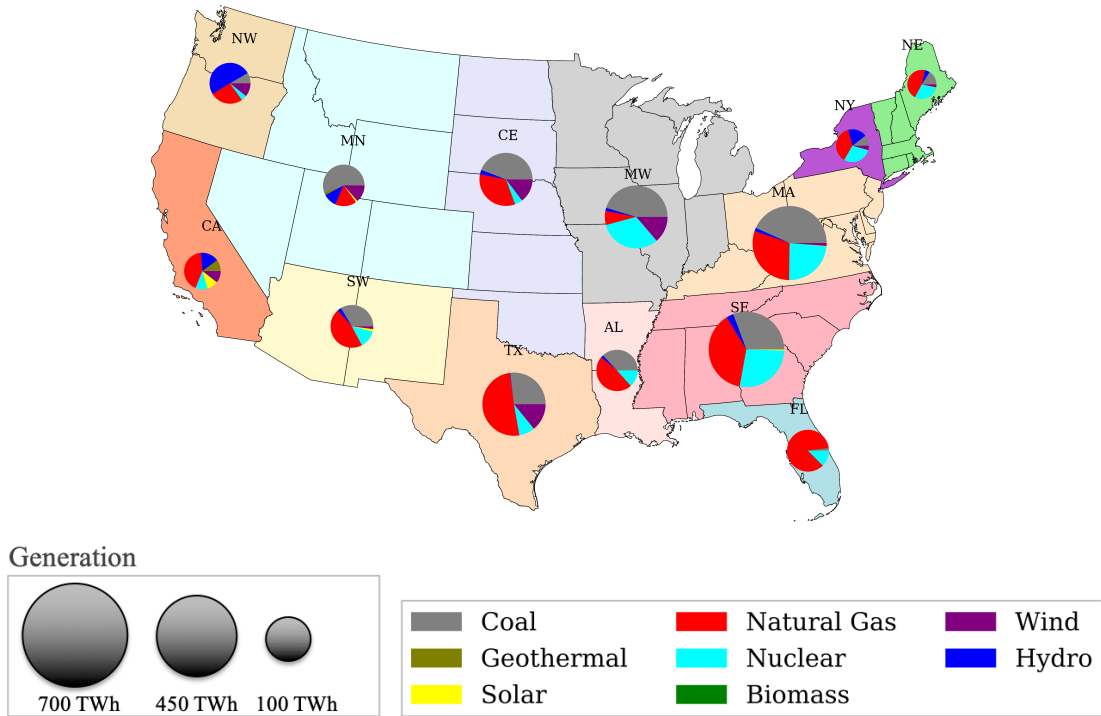 NW
NE
NY
MN
CE
MW
MA
CA
SW
SE
AL
TX
FL
Generation
700 TWh 450 TWh 100 TWh
Coal Natural Gas Wind
Geothermal Nuclear Hydro
Solar Biomass